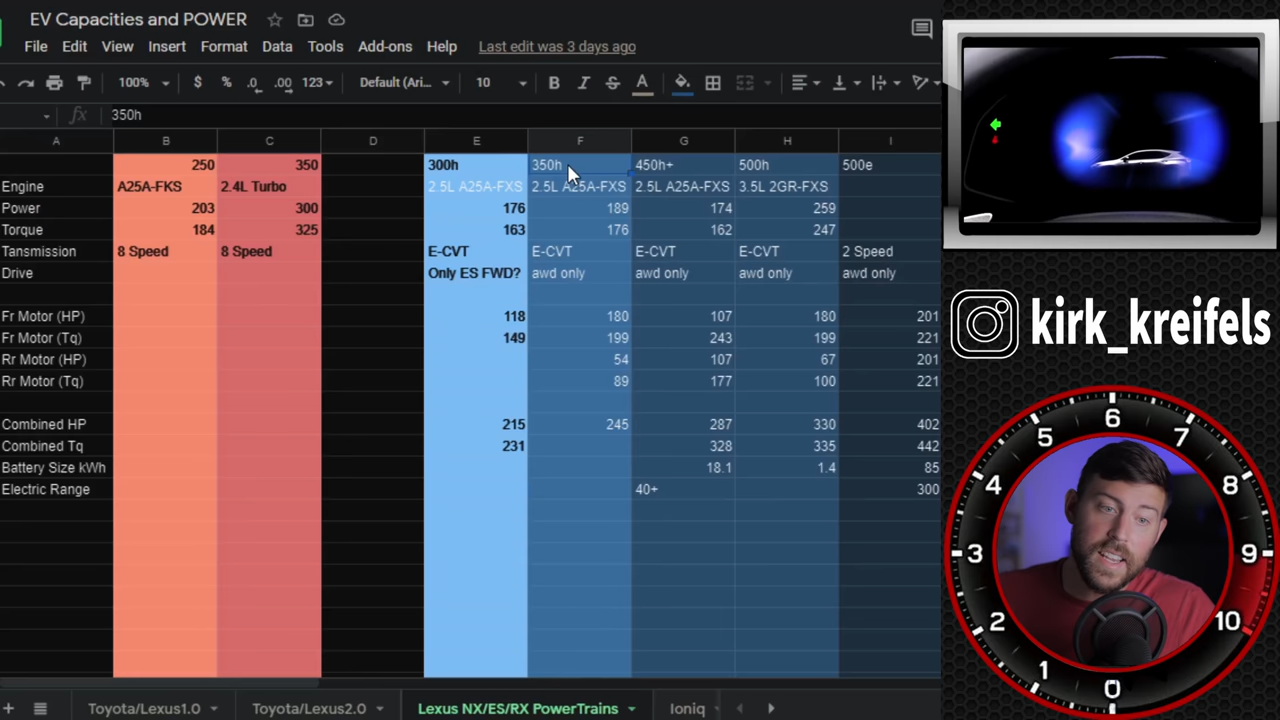 EV Capacities and POWER
File Edit View Insert Format Data Tools Add-ons Help Last edit was 3 days ago
100% $ % .0 .00 123 Default (Ari... 10 B I S A
fx 350h
A B C D E F G H I
250 350 300h 350h 450h+ 500h 500e
Engine A25A-FKS 2.4L Turbo 2.5L A25A-FXS 2.5L A25A-FXS 2.5L A25A-FXS 3.5L 2GR-FXS
Power 203 300 176 189 174 259
Torque 184 325 163 176 162 247
Tansmission 8 Speed 8 Speed E-CVT E-CVT E-CVT E-CVT 2 Speed
Drive Only ES FWD? awd only awd only awd only awd only
Fr Motor (HP) 118 180 107 180 201
Fr Motor (Tq) 149 199 243 199 221
Rr Motor (HP) 54 107 67 201
Rr Motor (Tq) 89 177 100 221
Combined HP 215 245 287 330 402
Combined Tq 231 328 335 442
Battery Size kWh 18.1 1.4 85
Electric Range 40+ 300
Toyota/Lexus1.0 Toyota/Lexus2.0 Lexus NX/ES/RX PowerTrains Ioniq
kirk_kreifels
0 1 2 3 4 5 6 7 8 9 10